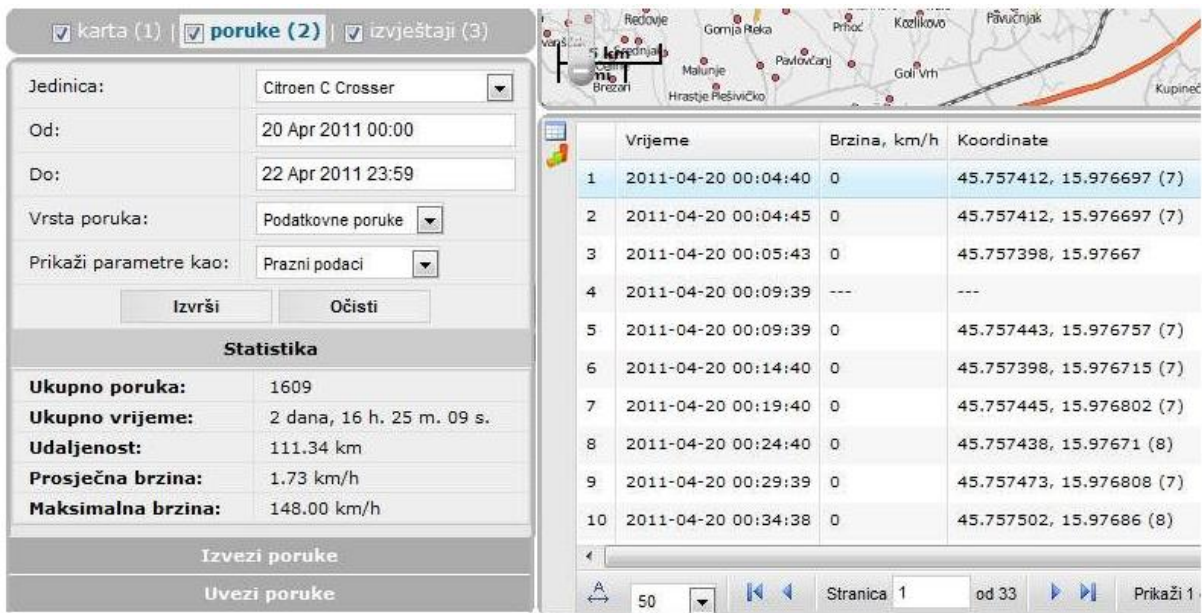 karta (1) | poruke (2) | izvještaji (3)
Jedinica: Citroen C Crosser
Od: 20 Apr 2011 00:00
Do: 22 Apr 2011 23:59
Vrsta poruka: Podatkovne poruke
Prikaži parametre kao: Prazni podaci
Izvrši Očisti
Statistika
Ukupno poruka: 1609
Ukupno vrijeme: 2 dana, 16 h. 25 m. 09 s.
Udaljenost: 111.34 km
Prosječna brzina: 1.73 km/h
Maksimalna brzina: 148.00 km/h
Izvezi poruke
Uvezi poruke
Redovje
Gornja Reka
Prhoć
Kozlikovo
Pavučnjak
5 km
mi
Malunje
Pavlovčani
Goli Vrh
Brezari
Hrastje Plešivičko
Kupineč
Vrijeme Brzina, km/h Koordinate
1 2011-04-20 00:04:40 0 45.757412, 15.976697 (7)
2 2011-04-20 00:04:45 0 45.757412, 15.976697 (7)
3 2011-04-20 00:05:43 0 45.757398, 15.97667
4 2011-04-20 00:09:39 --- ---
5 2011-04-20 00:09:39 0 45.757443, 15.976757 (7)
6 2011-04-20 00:14:40 0 45.757398, 15.976715 (7)
7 2011-04-20 00:19:40 0 45.757445, 15.976802 (7)
8 2011-04-20 00:24:40 0 45.757438, 15.97671 (8)
9 2011-04-20 00:29:39 0 45.757473, 15.976808 (7)
10 2011-04-20 00:34:38 0 45.757502, 15.97686 (8)
A 50 Stranica 1 od 33 Prikaži 1